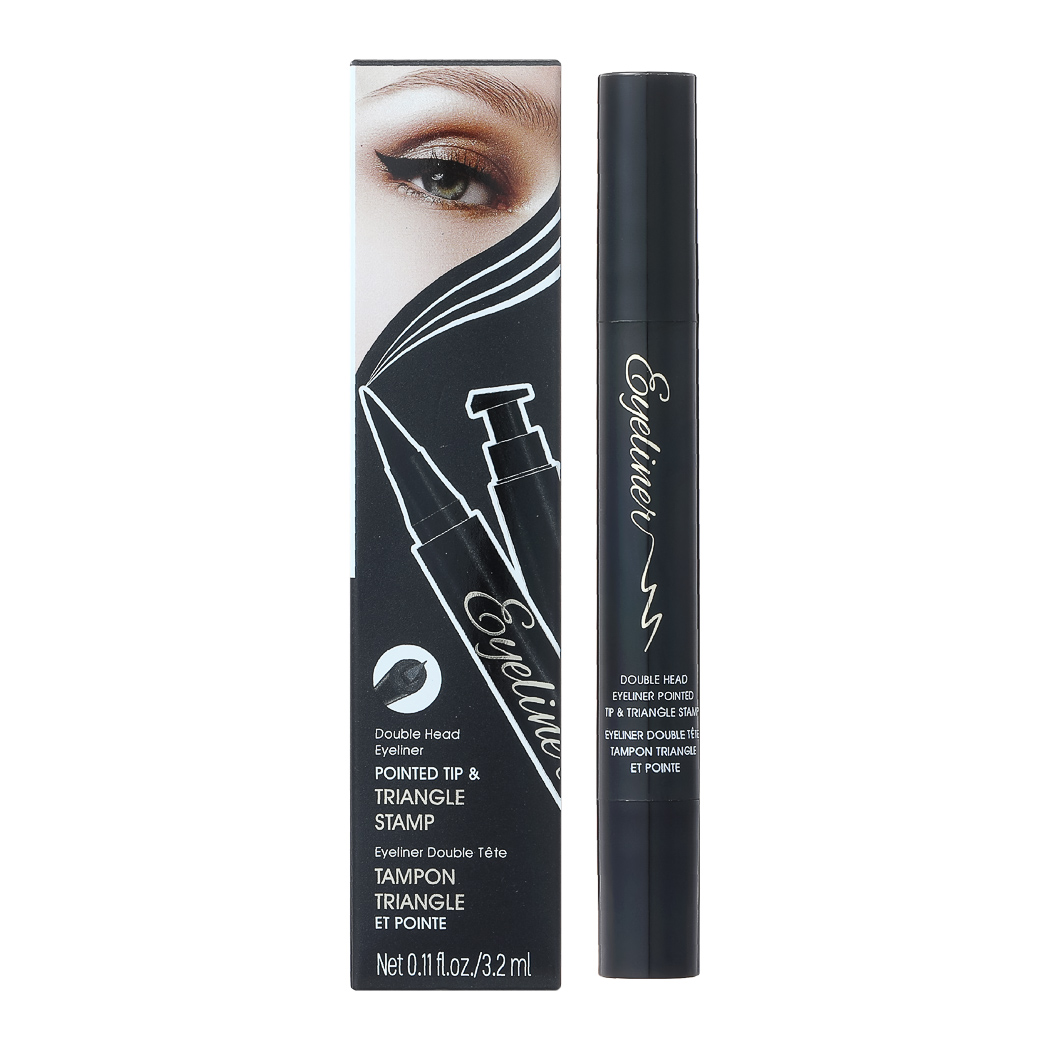 Eyeliner
Double Head
Eyeliner
POINTED TIP &
TRIANGLE
STAMP
Eyeliner Double Tête
TAMPON
TRIANGLE
ET POINTE
Net 0.11 fl.oz./3.2 ml
Eyeliner
DOUBLE HEAD
EYELINER POINTED
TIP & TRIANGLE STAMP
EYELINER DOUBLE TÊTE
TAMPON TRIANGLE
ET POINTE